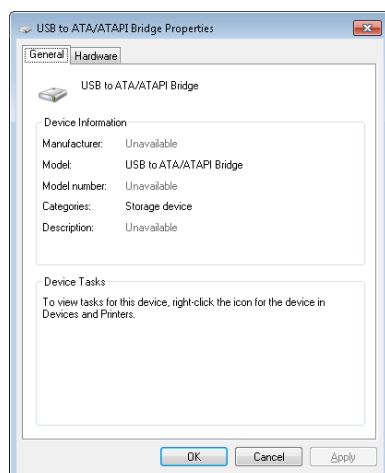 USB to ATA/ATAPI Bridge Properties
General Hardware
USB to ATA/ATAPI Bridge
Device Information
Manufacturer: Unavailable
Model: USB to ATA/ATAPI Bridge
Model number: Unavailable
Categories: Storage device
Description: Unavailable
Device Tasks
To view tasks for this device, right-click the icon for the device in
Devices and Printers.
OK Cancel Apply